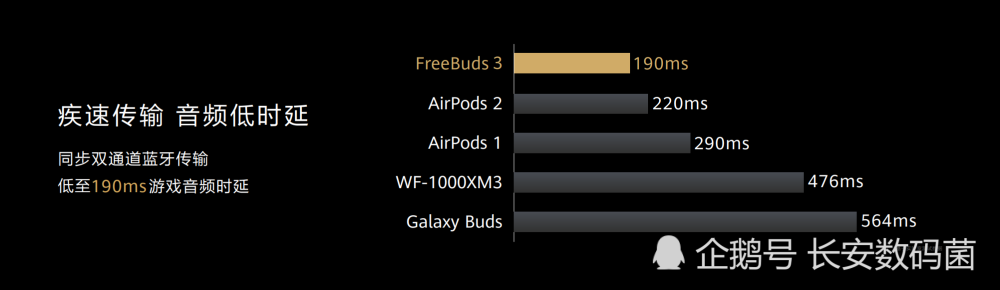 疾速传输 音频低时延
同步双通道蓝牙传输
低至190ms游戏音频时延
FreeBuds 3 190ms
AirPods 2 220ms
AirPods 1 290ms
WF-1000XM3 476ms
Galaxy Buds 564ms
企鹅号 长安数码菌